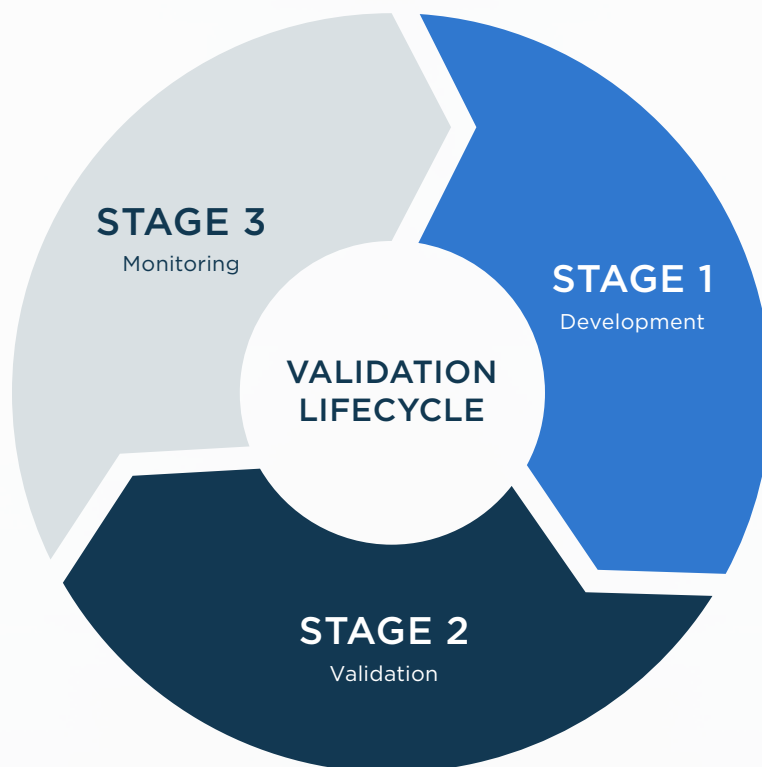 VALIDATION
LIFECYCLE
STAGE 1
Development
STAGE 2
Validation
STAGE 3
Monitoring